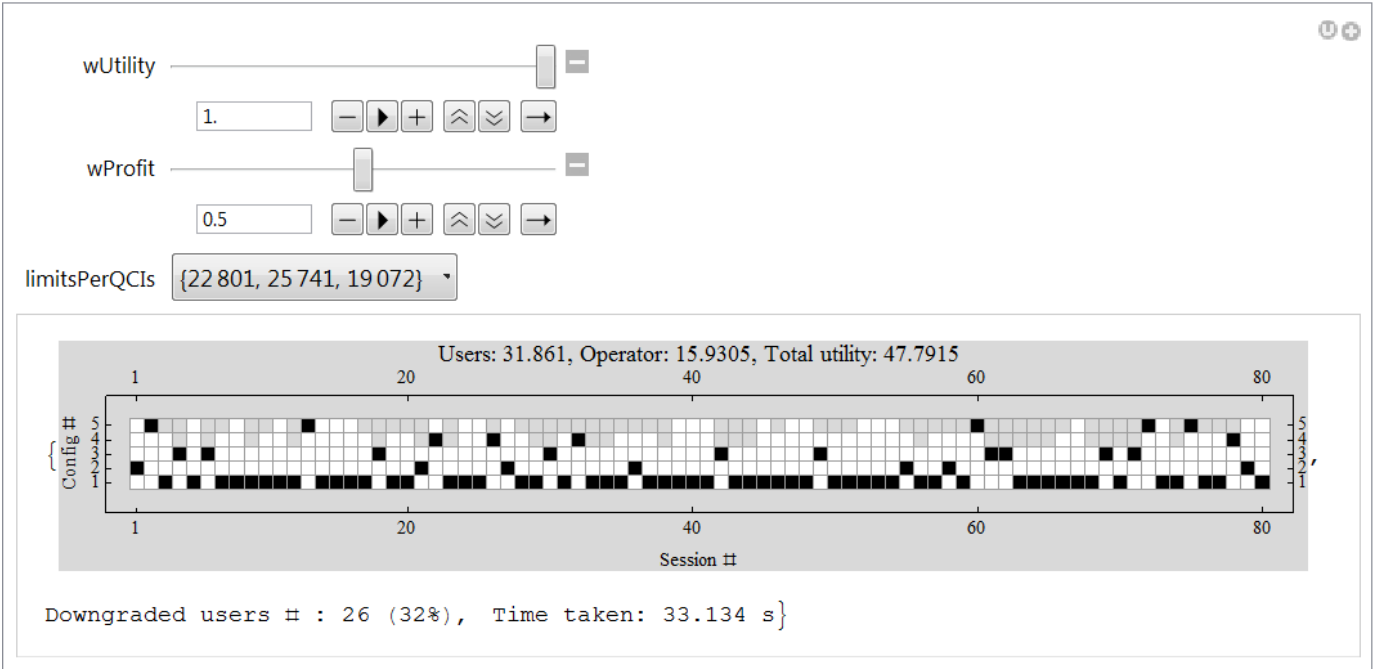 wUtility
1.
wProfit
0.5
limitsPerQCIs {22 801, 25 741, 19 072}
Users: 31.861, Operator: 15.9305, Total utility: 47.7915
1 20 40 60 80
{
Config #
5 5
4 4
3 3
2 2
1 1
,
1 20 40 60 80
Session #
Downgraded users # : 26 (32%), Time taken: 33.134 s}